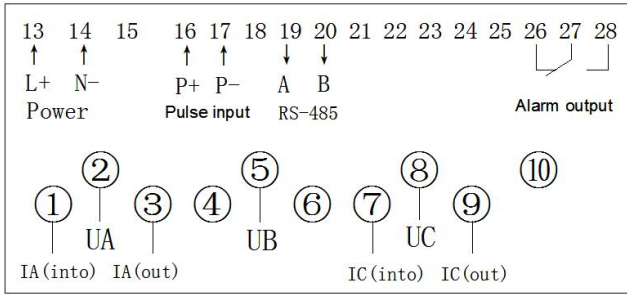 13 14 15 16 17 18 19 20 21 22 23 24 25 26 27 28
L+ N- P+ P- A B
Power Pulse input RS-485 Alarm output
② ⑤ ⑧ ⑩
① ③ ④ ⑥ ⑦ ⑨
UA UB UC
IA(into) IA(out) IC(into) IC(out)